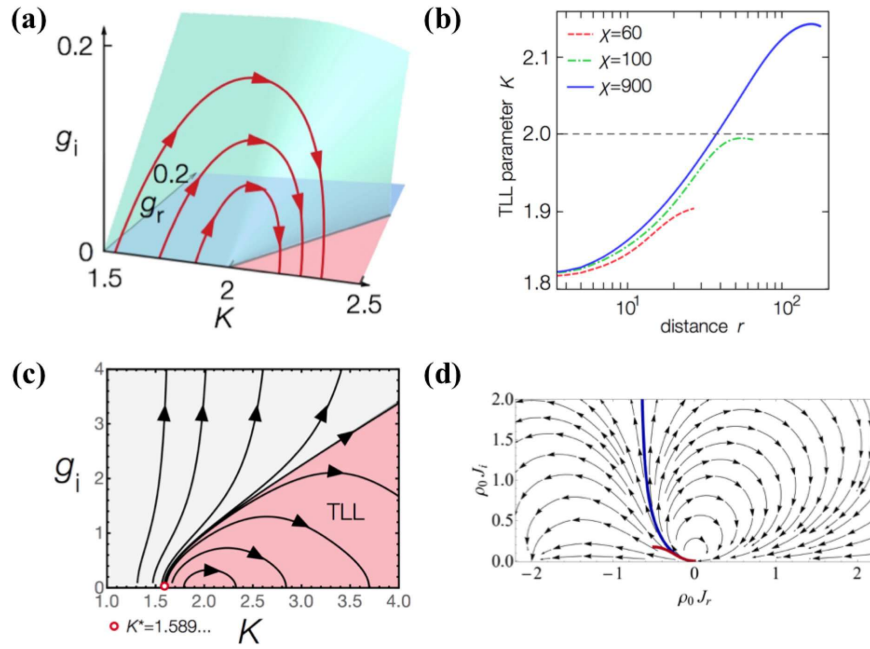 (a)
0.2
g_i
0.2
g_r
0
1.5
2
2.5
K
(b)
2.1
2.0
1.9
1.8
TLL parameter K
χ=60
χ=100
χ=900
10^1
10^2
distance r
(c)
4
3
2
1
0
g_i
TLL
1.0
1.5
2.0
2.5
3.0
3.5
4.0
K*=1.589...
K
(d)
2.0
1.5
1.0
0.5
0.0
ρ_0 J_i
-2
-1
0
1
2
ρ_0 J_r